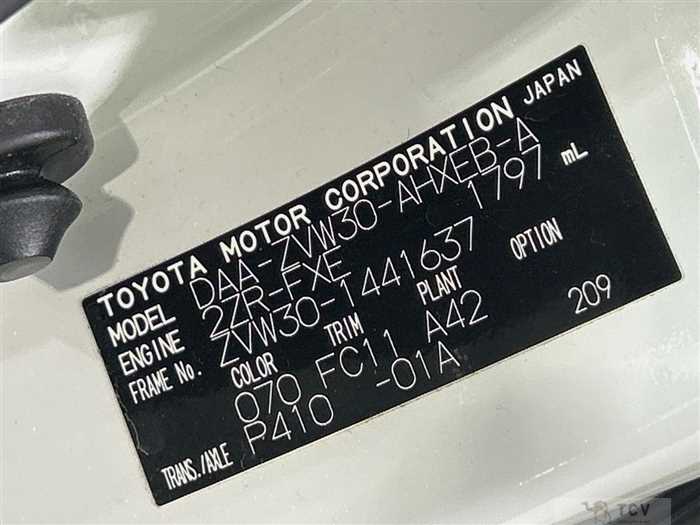 TOYOTA MOTOR CORPORATION JAPAN
MODEL DAA-ZVW30-AHXEB-A
ENGINE 2ZR-FXE 1797 mL
FRAME No. ZVW30-1441637
COLOR TRIM PLANT OPTION
070 FC11 A42 209
TRANS./AXLE P410 -01A
TCV